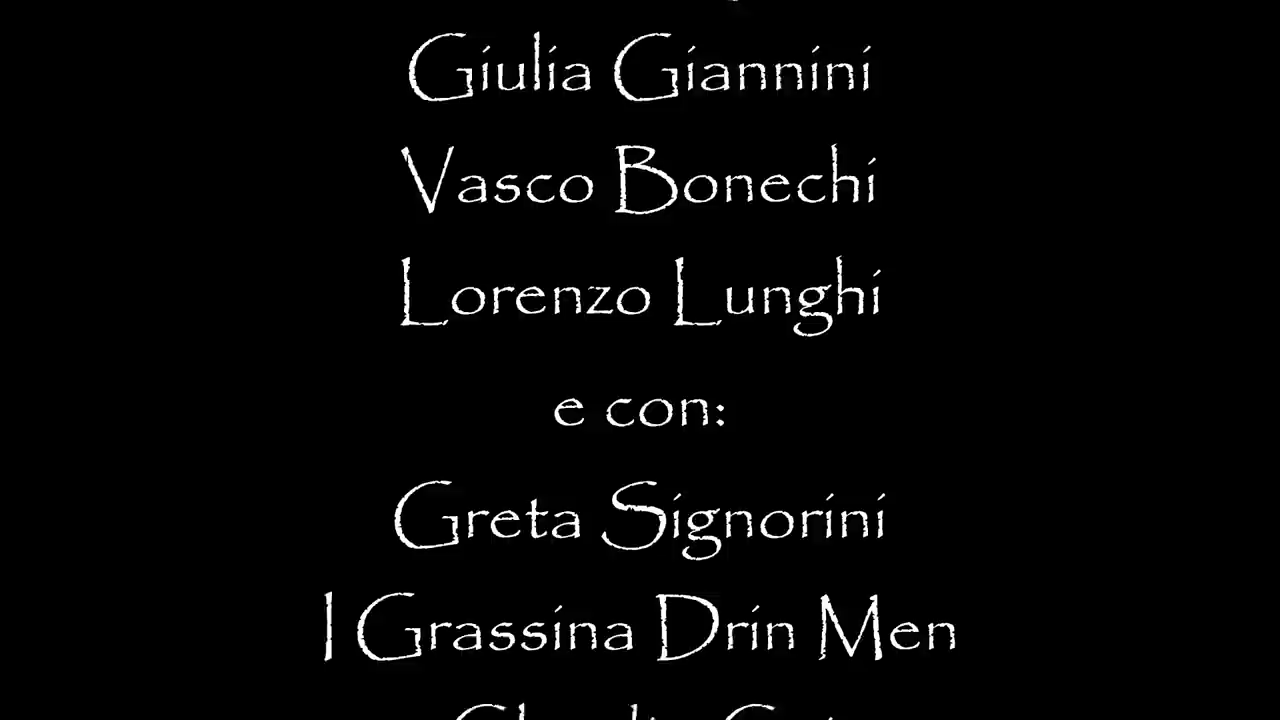 Giulia Giannini
Vasco Bonechi
Lorenzo Lunghi
e con:
Greta Signorini
I Grassina Drin Men